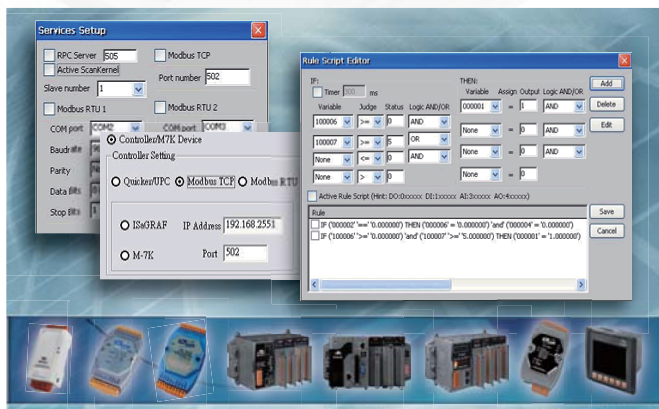 Services Setup
RPC Server 505
Modbus TCP
Active ScanKernel
Port number 502
Slave number 1
Modbus RTU 1
Modbus RTU 2
COM port COM2
COM port COM3
Baudrate
Parity
Data Bits
Stop Bits
Controller/M7K Device
Controller Setting
Quicker/UPC
Modbus TCP
Modbus RTU
ISaGRAF
IP Address 192.168.2551
M-7K
Port 502
Rule Script Editor
IF:
Timer 300 ms
Variable Judge Status Logic AND/OR
100006 >= 0 AND
100007 >= 5 OR
None <= 0 AND
None > 0
THEN:
Variable Assign Output Logic AND/OR
000001 = 1 AND
None = 0 AND
None = 0
Add
Delete
Edit
Active Rule Script (Hint: DO:0xxxxx DI:1xxxxx AI:3xxxxx AO:4xxxxx)
Rule
IF ('000002' '==' '0.000000') THEN ('000006' = '0.000000') 'and' ('000004' = '0.000000')
IF ('100006' '>=' '0.000000') 'and' ('100007' '>=' '5.000000') THEN ('000001' = '1.000000')
Save
Cancel